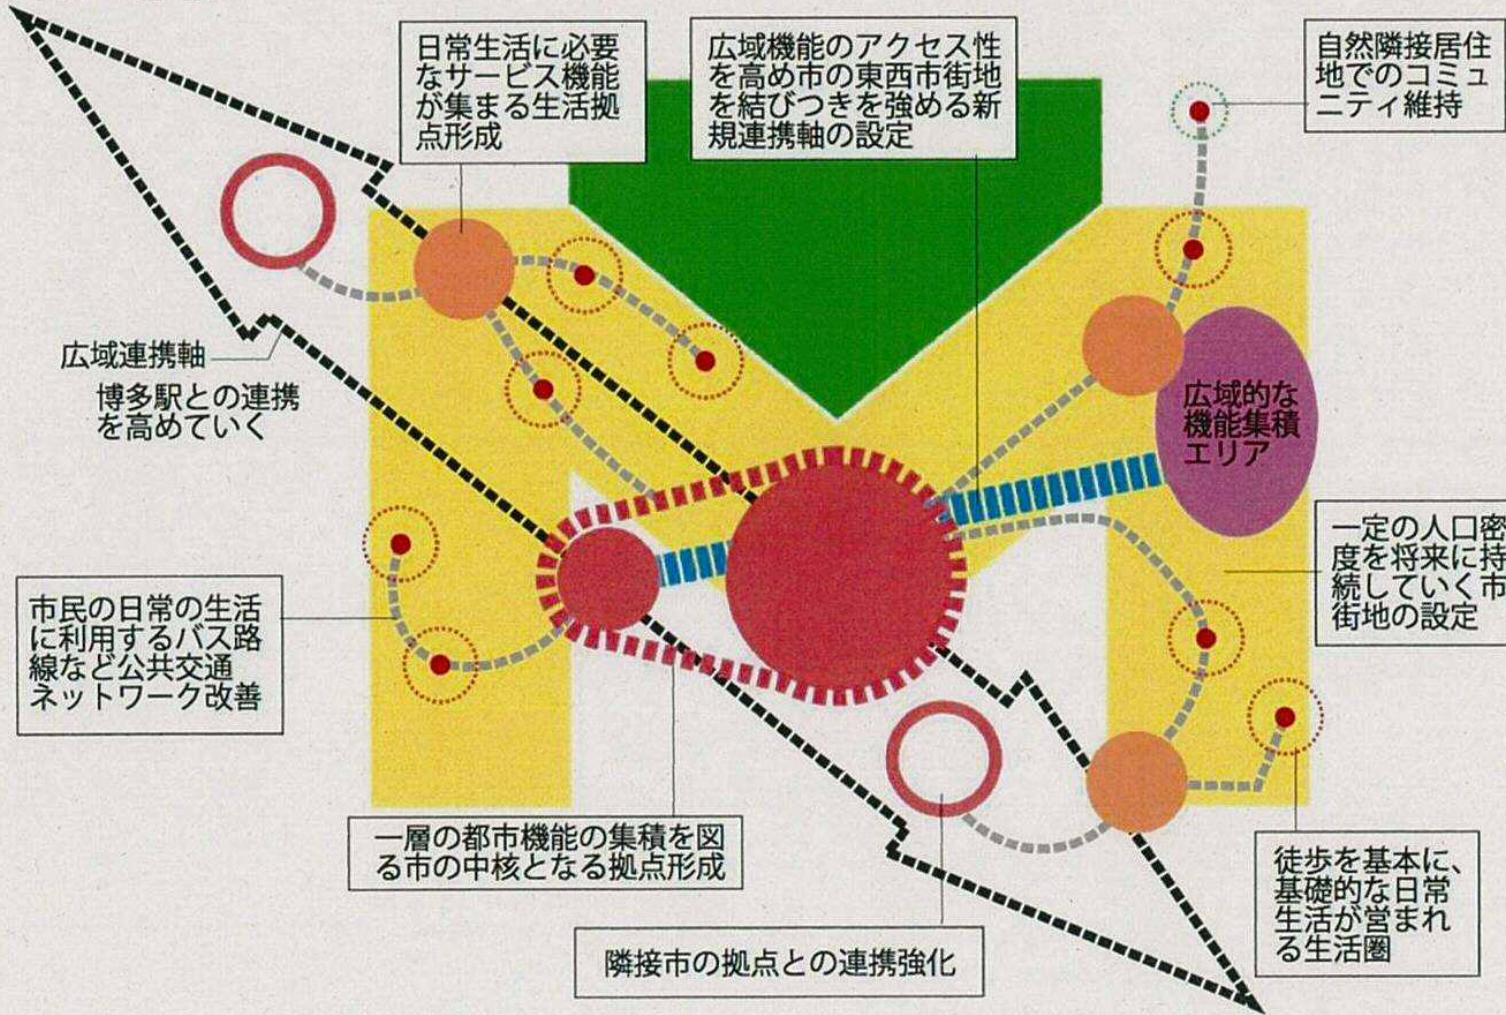 日常生活に必要
なサービス機能
が集まる生活拠
点形成
広域機能のアクセス性
を高め市の東西市街地
を結びつきを強める新
規連携軸の設定
自然隣接居住
地でのコミュ
ニティ維持
広域連携軸
博多駅との連携
を高めていく
広域的な
機能集積
エリア
一定の人口密
度を将来に持
続していく市
街地の設定
市民の日常の生活
に利用するバス路
線など公共交通
ネットワーク改善
一層の都市機能の集積を図
る市の中核となる拠点形成
徒歩を基本に、
基礎的な日常
生活が営まれ
る生活圏
隣接市の拠点との連携強化